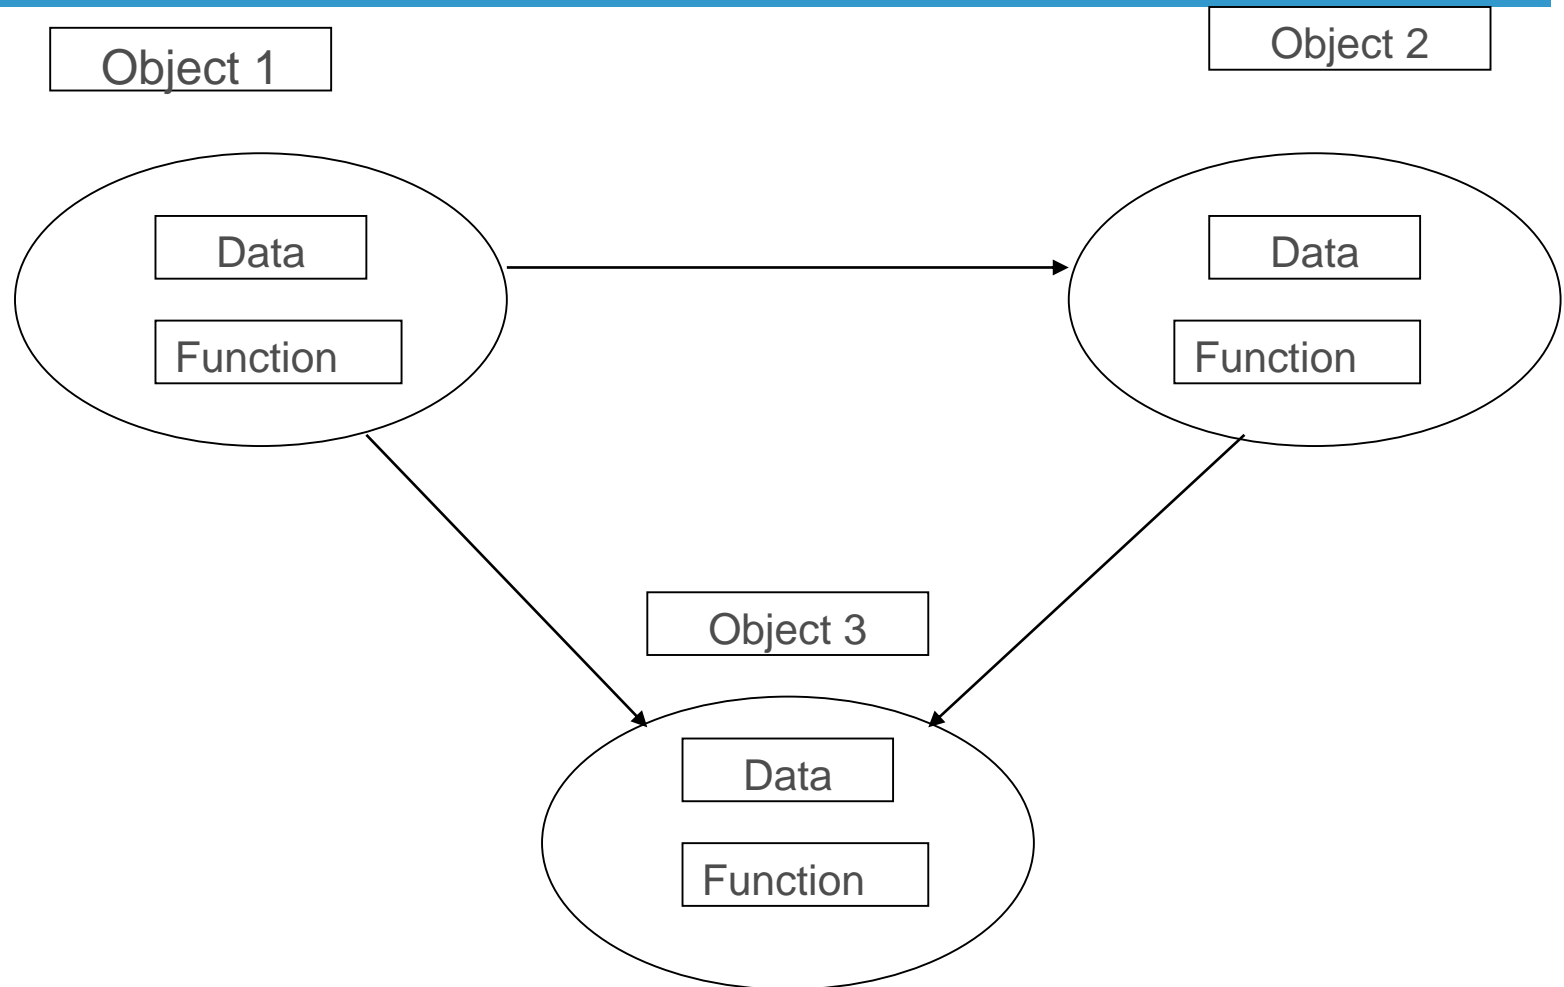 Object 1
Object 2
Data
Function
Data
Function
Object 3
Data
Function